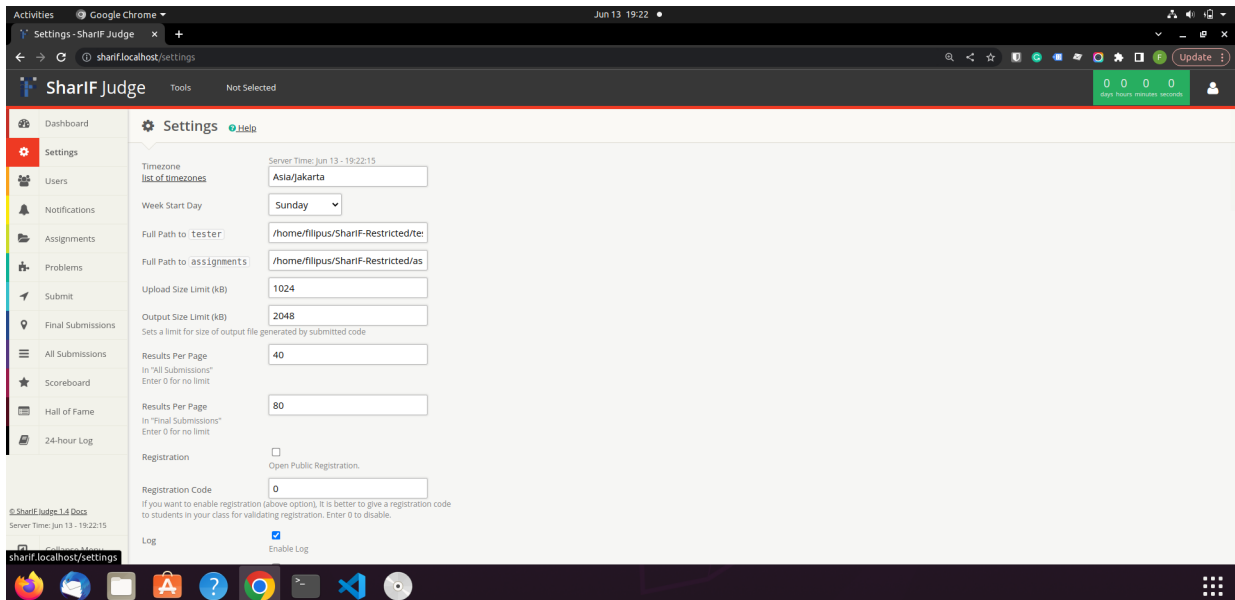 Activities Google Chrome Jun 13 19:22
Settings - SharIF Judge
sharif.localhost/settings Update
SharIF Judge Tools Not Selected 0 0 0 0
days hours minutes seconds
Dashboard
Settings
Users
Notifications
Assignments
Problems
Submit
Final Submissions
All Submissions
Scoreboard
Hall of Fame
24-hour Log
© SharIF Judge 1.4 Docs
Server Time: Jun 13 - 19:22:15
Collapse Menu
sharif.localhost/settings
Settings Help
Server Time: Jun 13 - 19:22:15
Timezone
list of timezones
Asia/Jakarta
Week Start Day Sunday
Full Path to tester /home/filipus/SharIF-Restricted/te
Full Path to assignments /home/filipus/SharIF-Restricted/as
Upload Size Limit (kB) 1024
Output Size Limit (kB) 2048
Sets a limit for size of output file generated by submitted code
Results Per Page 40
In "All Submissions"
Enter 0 for no limit
Results Per Page 80
In "Final Submissions"
Enter 0 for no limit
Registration
Open Public Registration.
Registration Code 0
If you want to enable registration (above option), It is better to give a registration code
to students in your class for validating registration. Enter 0 to disable.
Log
Enable Log